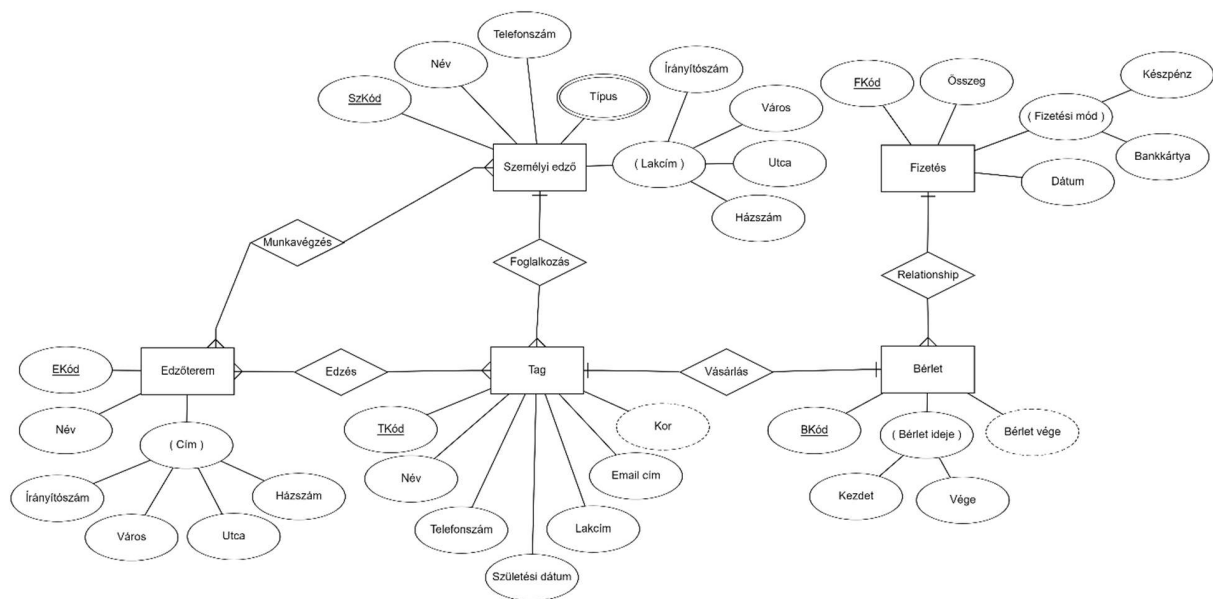 Telefonszám
Név
Írányítószám
SzKód
Típus
Város
( Lakcím )
Személyi edző
Utca
Házszám
FKód
Összeg
Készpénz
( Fizetési mód )
Bankkártya
Fizetés
Dátum
Munkavégzés
Foglalkozás
Relationship
EKód
Edzőterem
Edzés
Tag
Vásárlás
Bérlet
Név
( Cím )
Írányítószám
Város
Utca
Házszám
TKód
Kor
Név
Email cím
Telefonszám
Lakcím
Születési dátum
BKód
( Bérlet ideje )
Bérlet vége
Kezdet
Vége